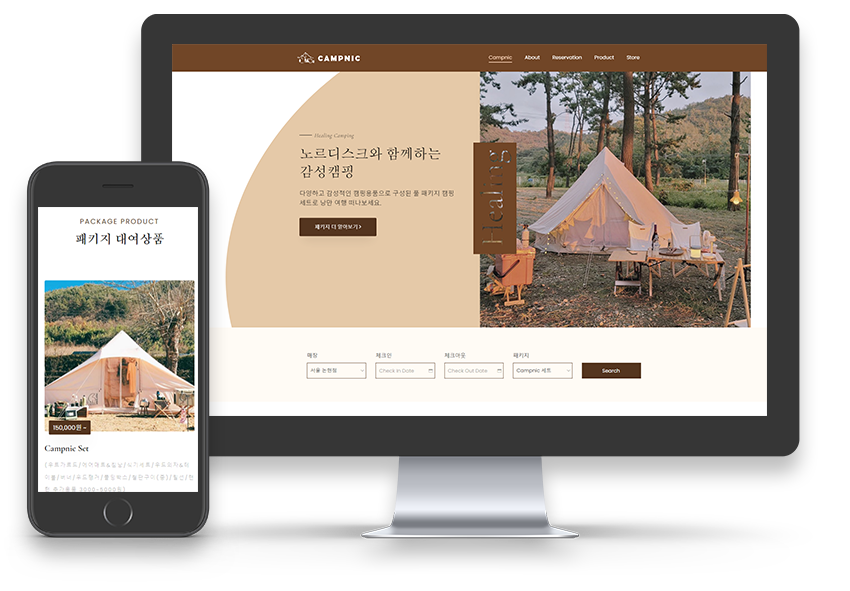 CAMPNIC
Campnic About Reservation Product Store
Healing Camping
노르디스크와 함께하는
감성캠핑
다양하고 감성적인 캠핑용품으로 구성된 풀 패키지 캠핑
세트로 낭만 여행 떠나보세요.
패키지 더 알아보기 >
Healing
매장 체크인 체크아웃 패키지
서울 논현점 Check In Date Check Out Date Campnic 세트 Search
PACKAGE PRODUCT
패키지 대여상품
150,000원 ~
Campnic Set